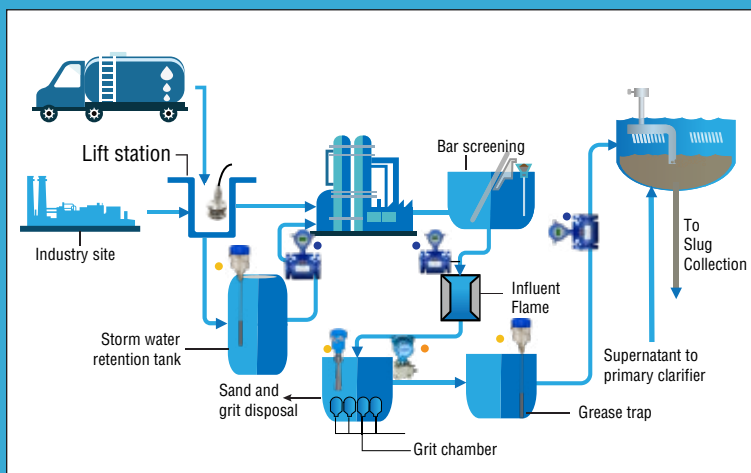 Lift station
Bar screening
Industry site
To
Slug
Collection
Influent
Flame
Storm water
retention tank
Supernatant to
primary clarifier
Sand and
grit disposal
Grease trap
Grit chamber